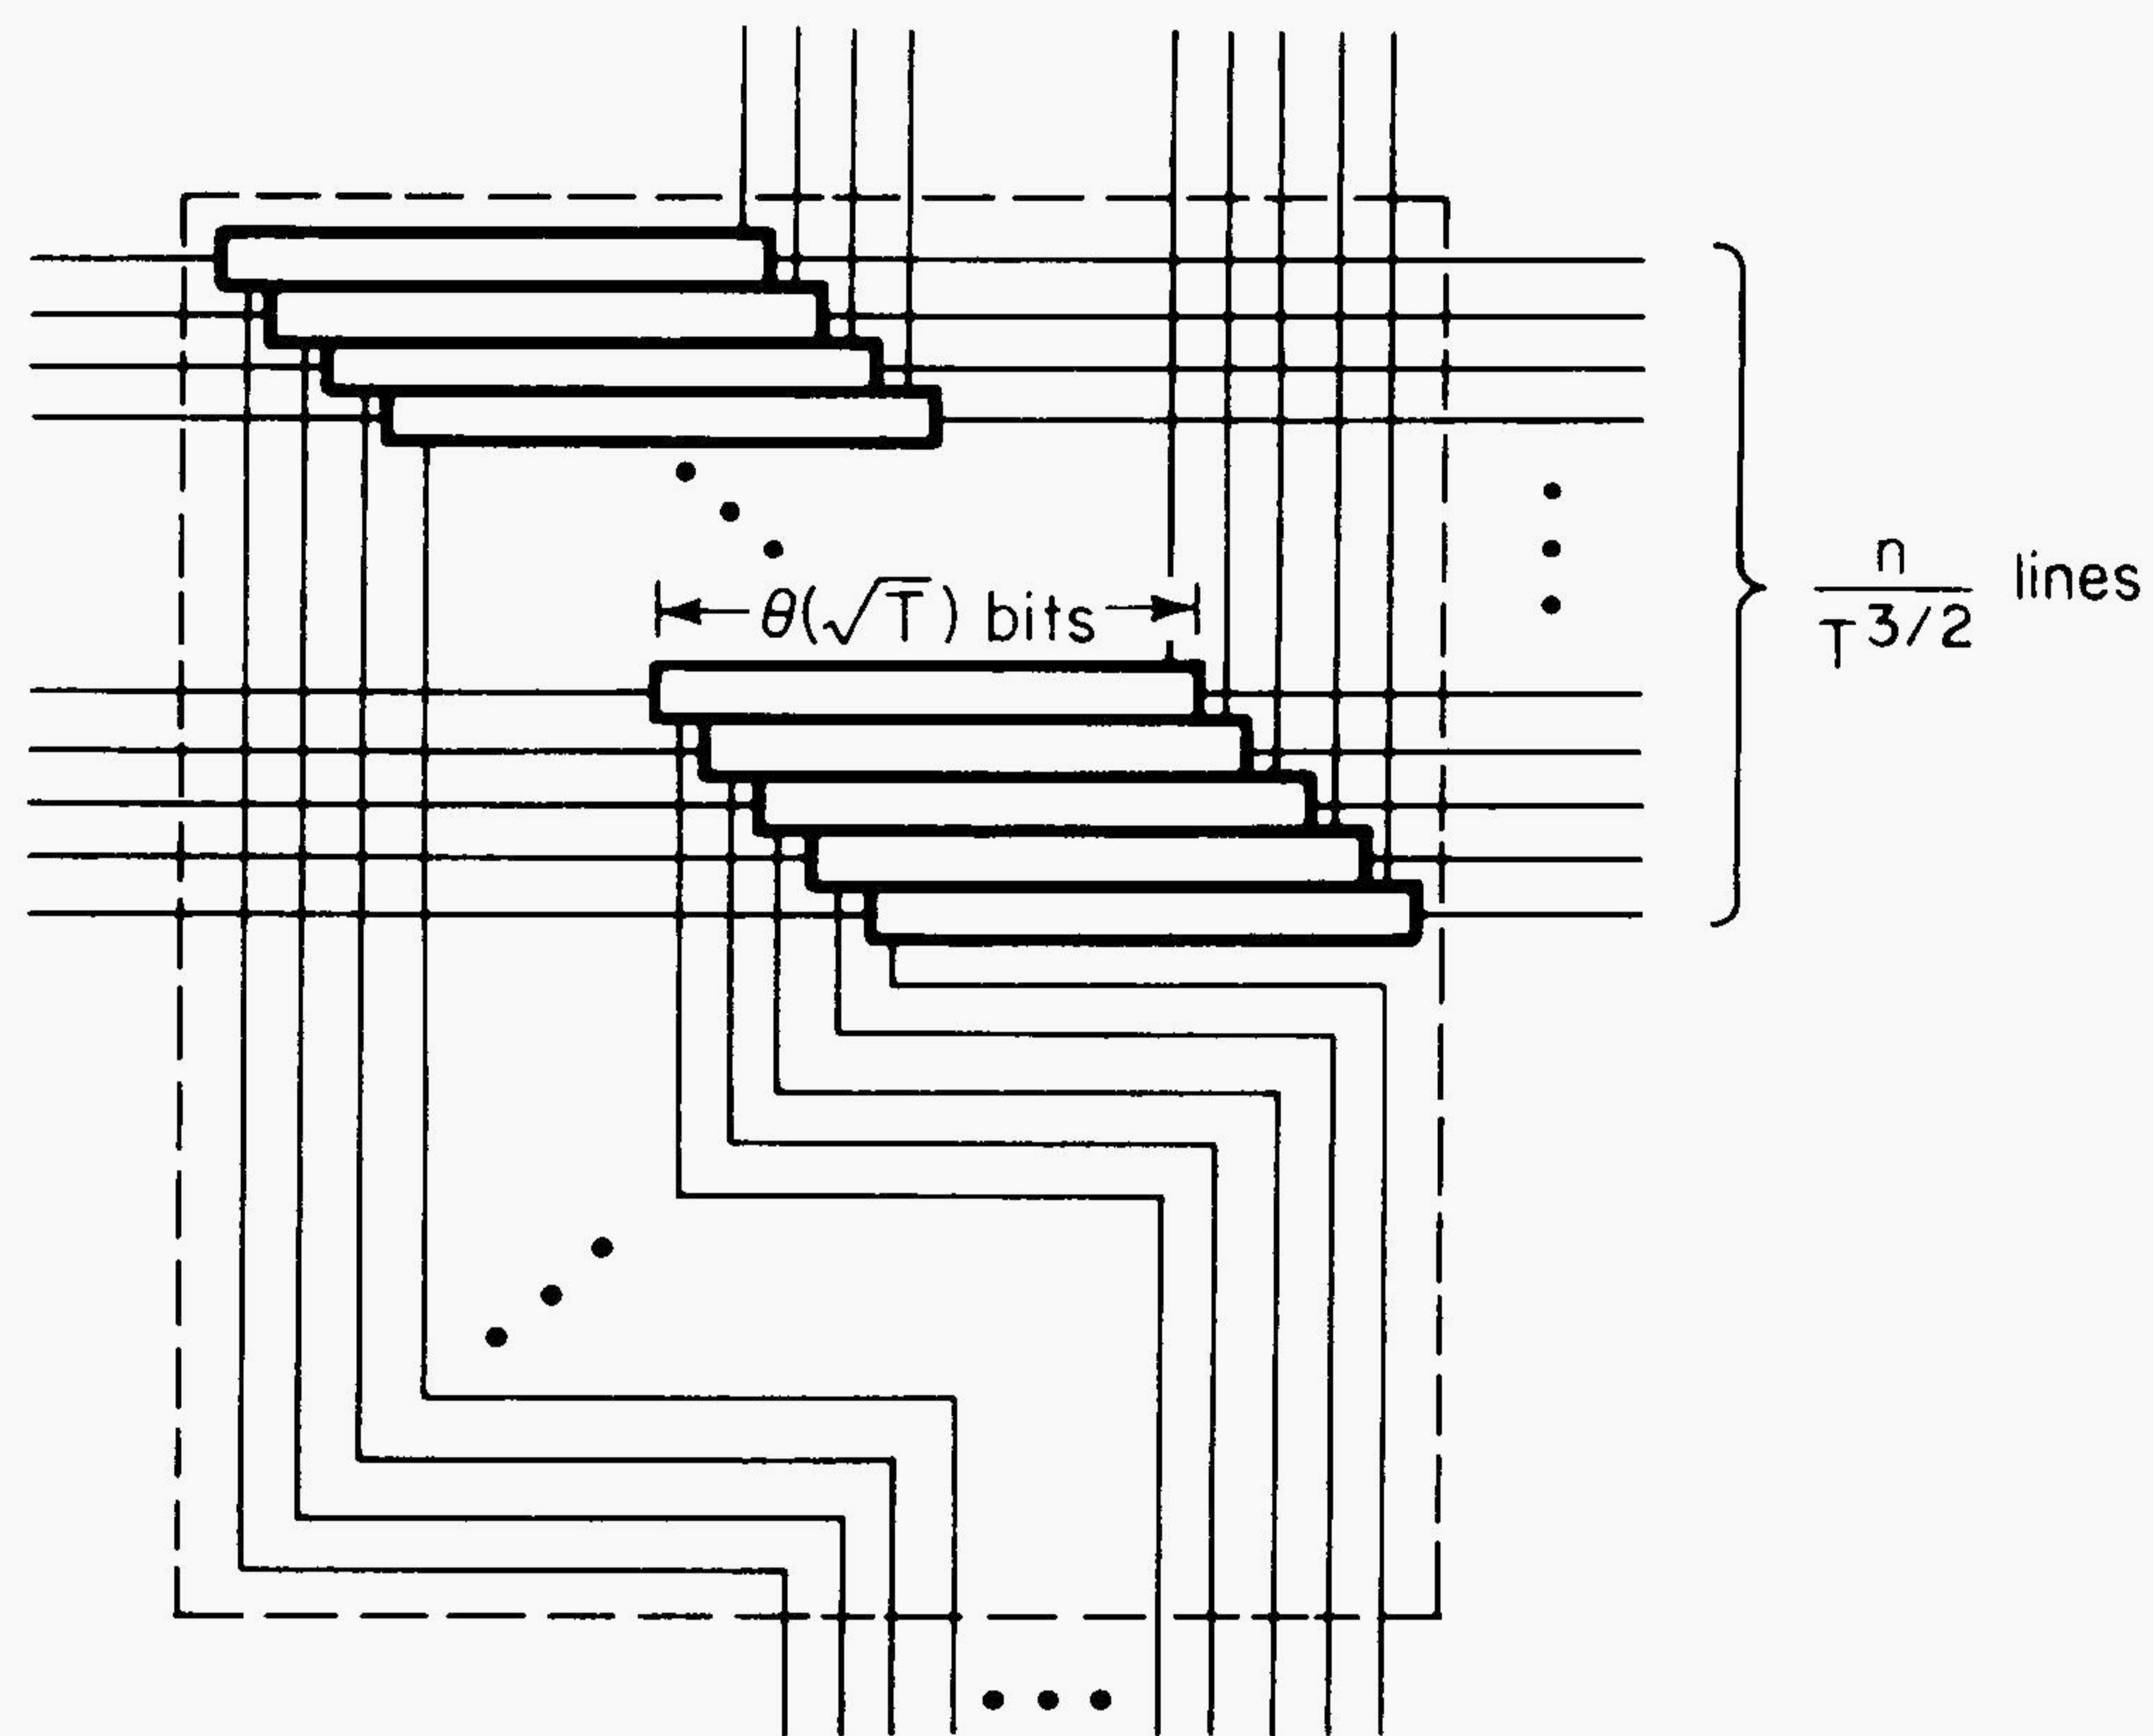 θ(√T) bits
n/T^3/2 lines